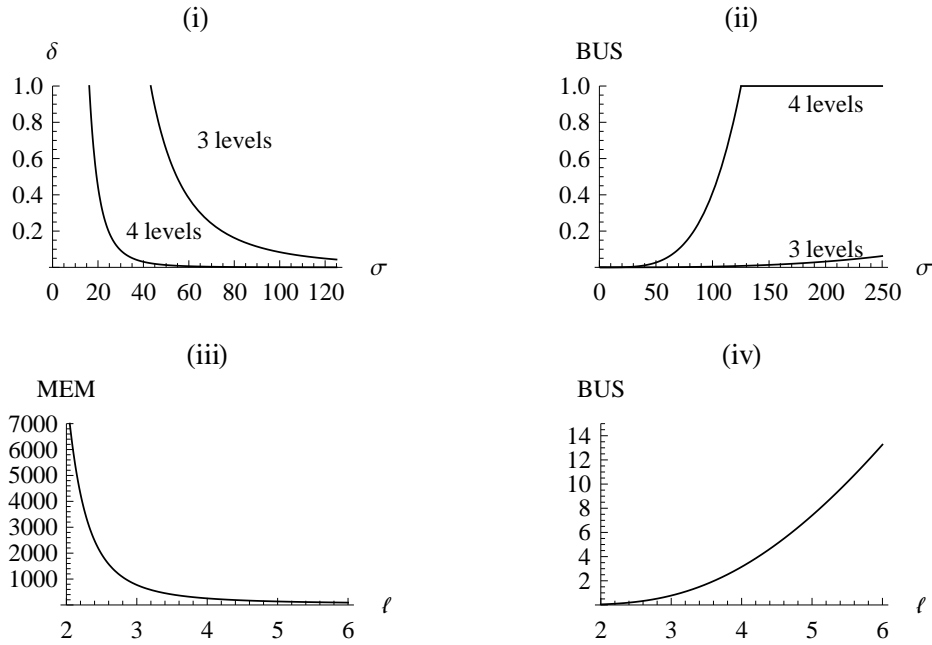 (i)
δ
1.0
0.8
0.6
0.4
0.2
3 levels
4 levels
0 20 40 60 80 100 120
σ
(ii)
BUS
1.0
0.8
0.6
0.4
0.2
4 levels
3 levels
0 50 100 150 200 250
σ
(iii)
MEM
7000
6000
5000
4000
3000
2000
1000
2 3 4 5 6
ℓ
(iv)
BUS
14
12
10
8
6
4
2
2 3 4 5 6
ℓ